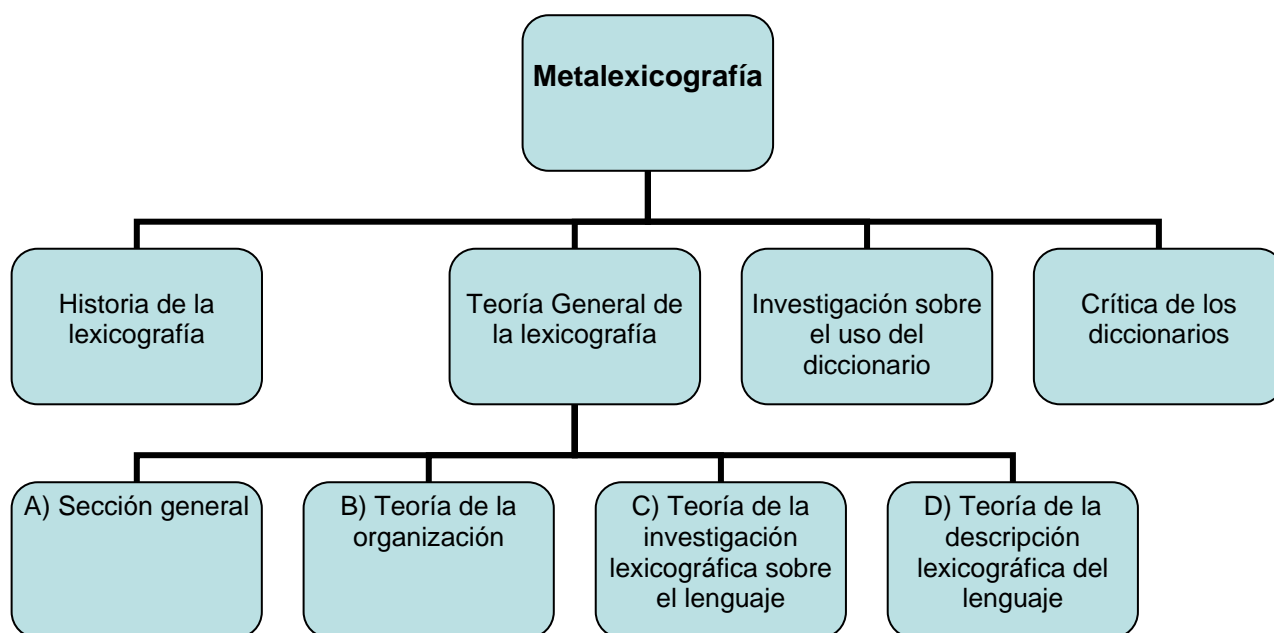 Metalexicografía
Historia de la
lexicografía
Teoría General de
la lexicografía
Investigación sobre
el uso del
diccionario
Crítica de los
diccionarios
A) Sección general
B) Teoría de la
organización
C) Teoría de la
investigación
lexicográfica sobre
el lenguaje
D) Teoría de la
descripción
lexicográfica del
lenguaje